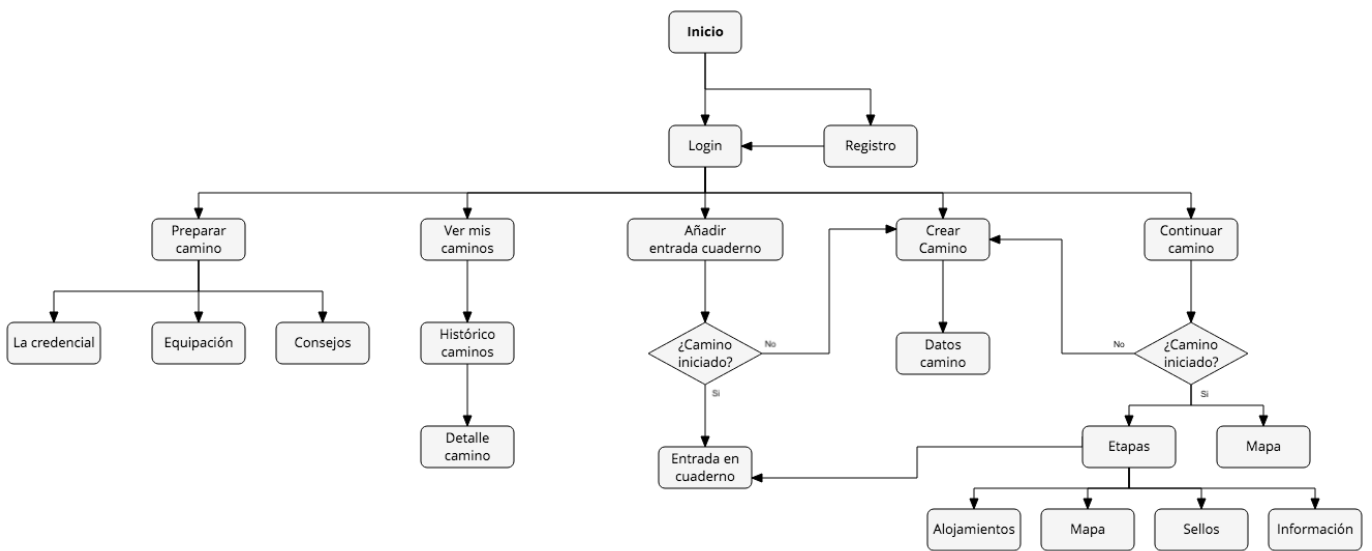 Inicio
Login
Registro
Preparar
camino
Ver mis
caminos
Añadir
entrada cuaderno
Crear
Camino
Continuar
camino
La credencial
Equipación
Consejos
Histórico
caminos
¿Camino
iniciado?
No
Si
Datos
camino
No
¿Camino
iniciado?
Si
Detalle
camino
Entrada en
cuaderno
Etapas
Mapa
Alojamientos
Mapa
Sellos
Información